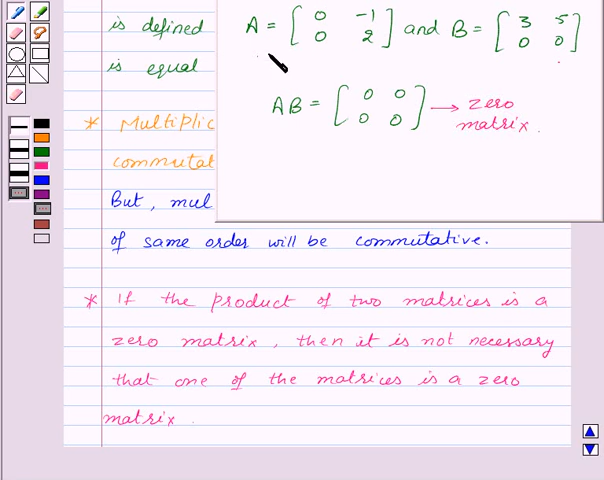 is defined
is equal
* Multiplic
commutat
But, mul
of same order will be commutative.
* If the product of two matrices is a
zero matrix, then it is not necessary
that one of the matrices is a zero
matrix.
A = [ 0 -1 and B = [ 3 5
0 2 ] 0 0 ]
AB = [ 0 0 → zero
0 0 ] matrix.